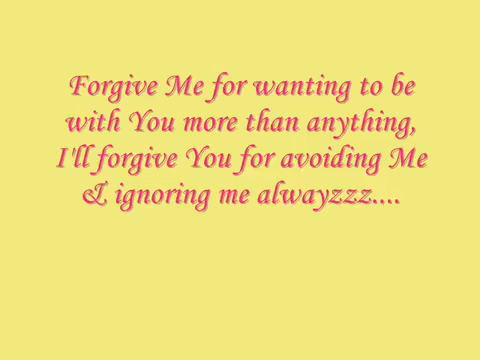 Forgive Me for wanting to be
with You more than anything,
I'll forgive You for avoiding Me
& ignoring me alwayzzz....